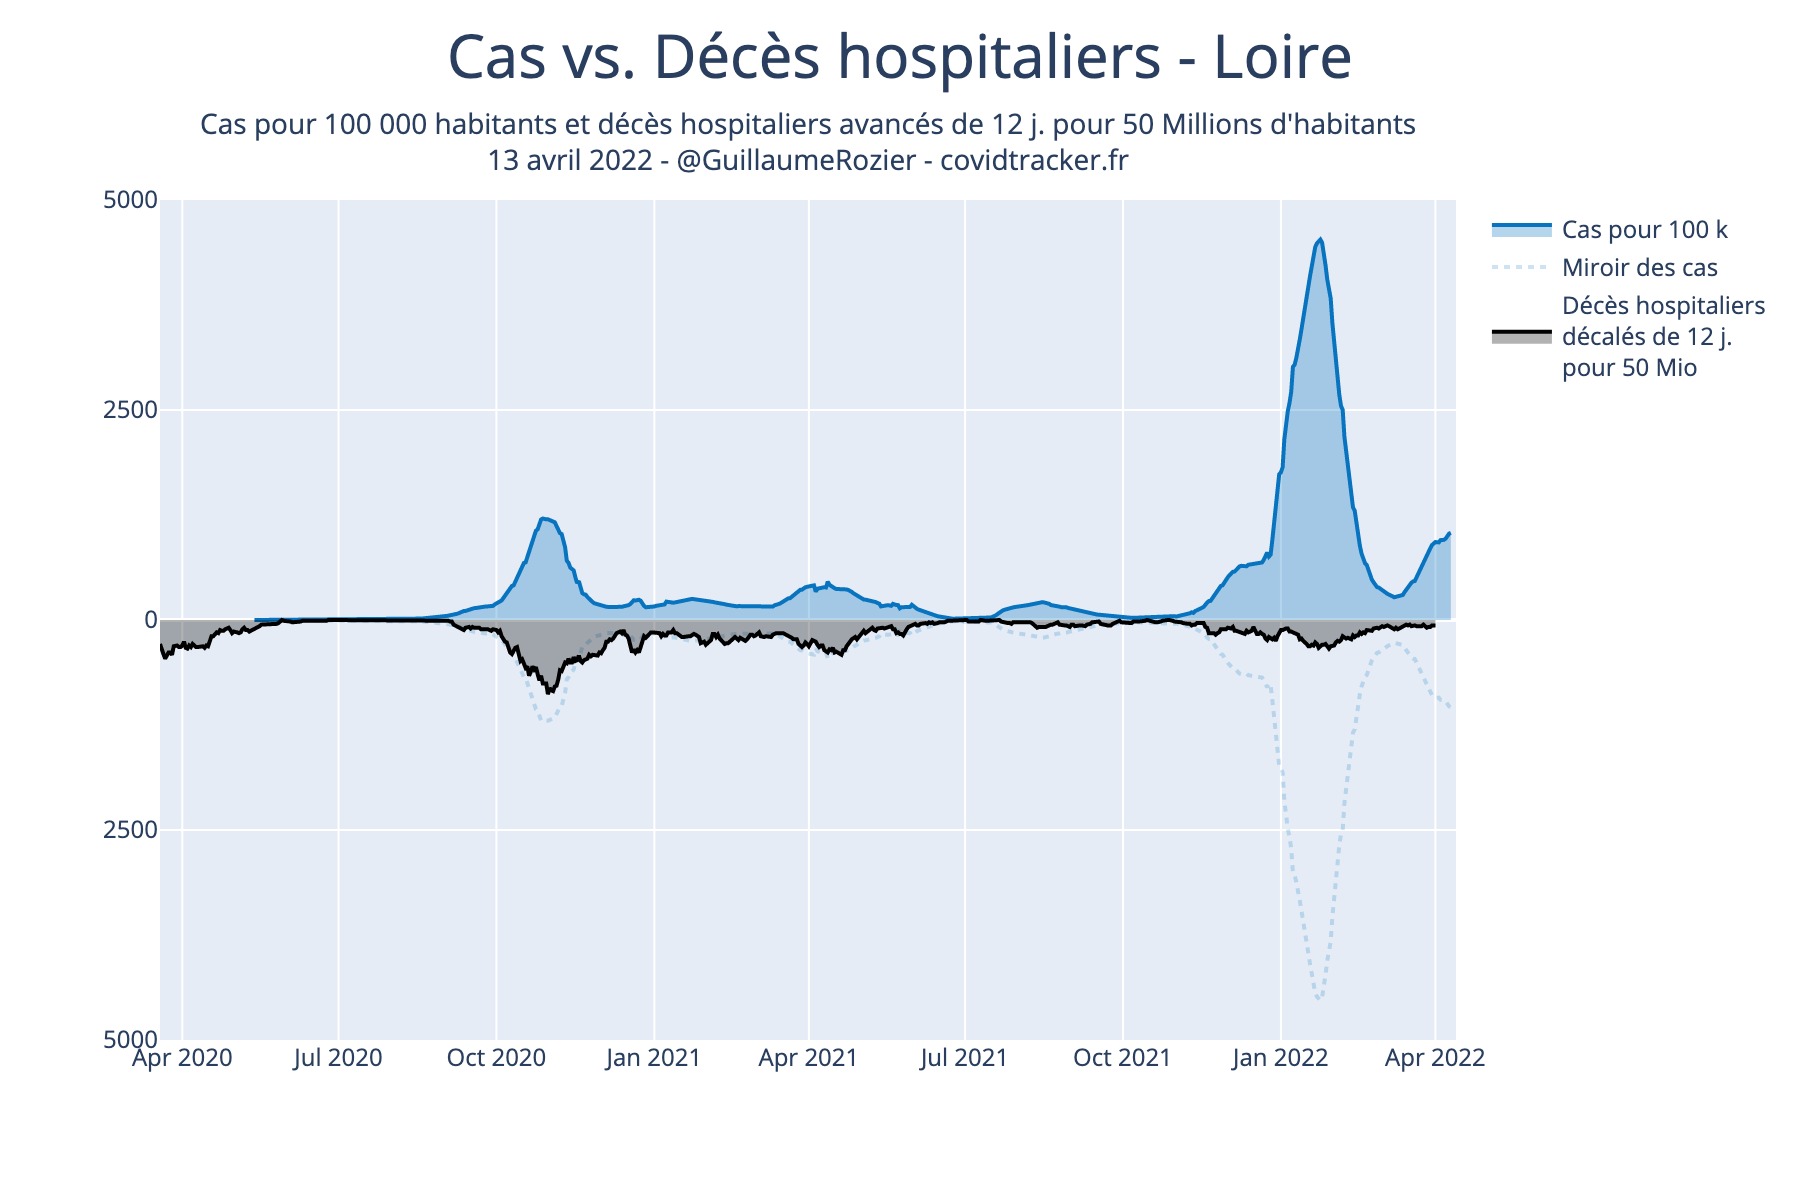 Cas vs. Décès hospitaliers - Loire
Cas pour 100 000 habitants et décès hospitaliers avancés de 12 j. pour 50 Millions d'habitants
13 avril 2022 - @GuillaumeRozier - covidtracker.fr
5000
2500
0
2500
5000
Apr 2020
Jul 2020
Oct 2020
Jan 2021
Apr 2021
Jul 2021
Oct 2021
Jan 2022
Apr 2022
Cas pour 100 k
Miroir des cas
Décès hospitaliers
décalés de 12 j.
pour 50 Mio